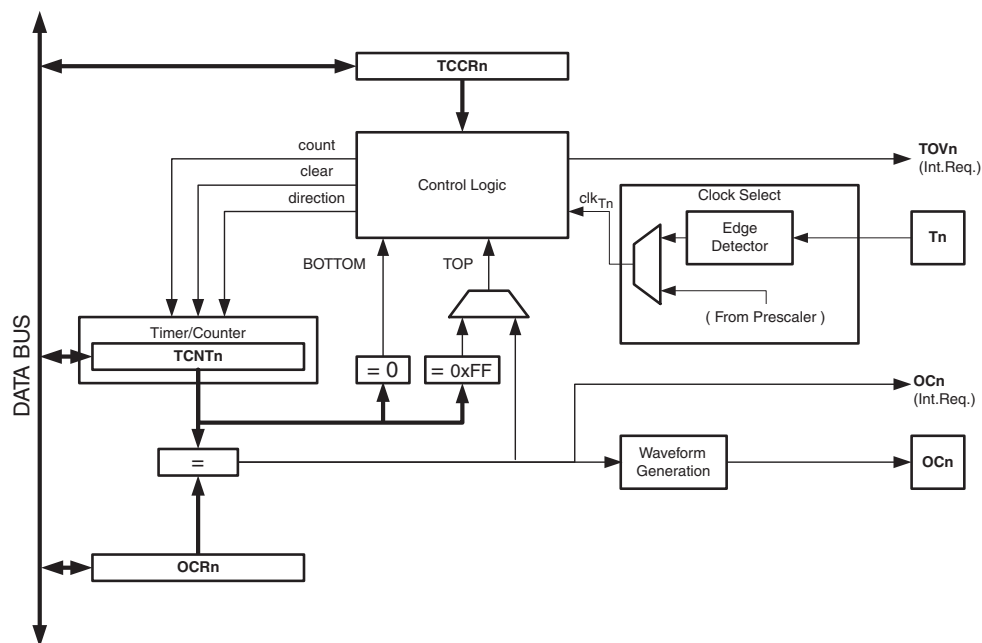 TCCRn
count
clear
direction
Control Logic
TOVn
(Int.Req.)
Clock Select
clkTn
Edge
Detector
Tn
( From Prescaler )
BOTTOM
TOP
Timer/Counter
TCNTn
= 0
= 0xFF
DATA BUS
OCn
(Int.Req.)
=
Waveform
Generation
OCn
OCRn